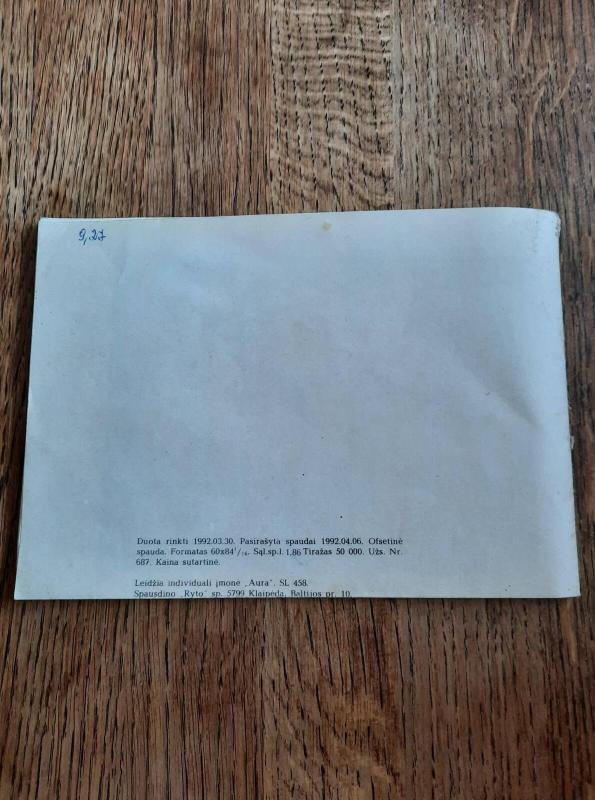 9,27
Duota rinkti 1992.03.30. Pasirašyta spaudai 1992.04.06. Ofsetinė
spauda. Formatas 60x84¹/₁₆. Sąl.sp.l. 1,86 Tiražas 50 000. Užs. Nr.
687. Kaina sutartinė.
Leidžia individuali įmonė „Aura". SL 458.
Spausdino „Ryto" sp. 5799 Klaipėda, Baltijos pr. 10.